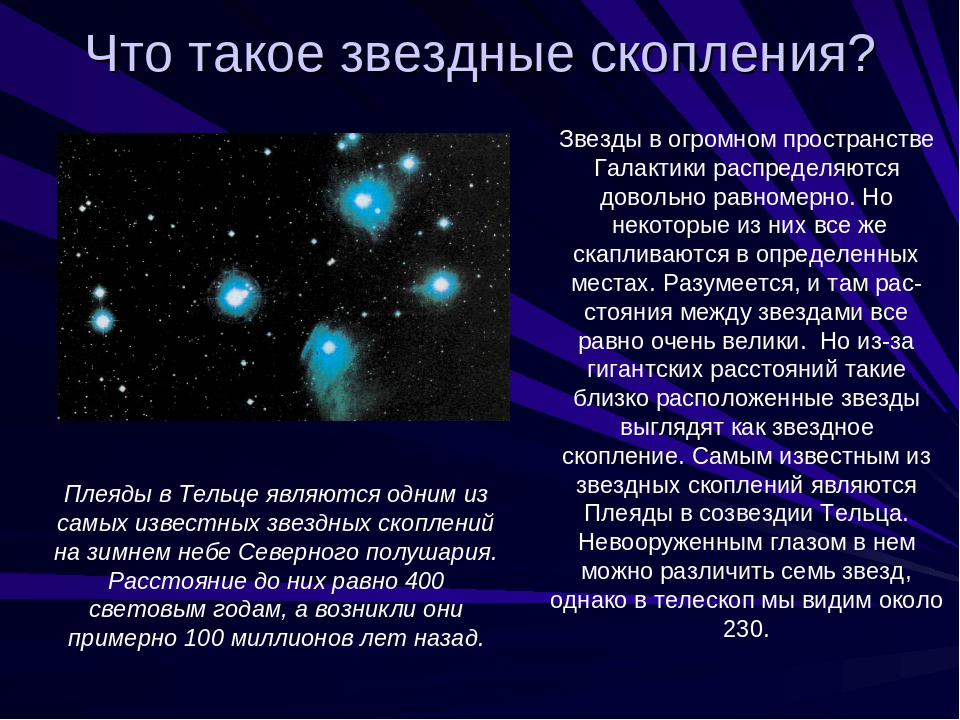 Что такое звездные скопления?
Звезды в огромном пространстве
Галактики распределяются
довольно равномерно. Но
некоторые из них все же
скапливаются в определенных
местах. Разумеется, и там рас-
стояния между звездами все
равно очень велики.  Но из-за
гигантских расстояний такие
близко расположенные звезды
выглядят как звездное
скопление. Самым известным из
звездных скоплений являются
Плеяды в созвездии Тельца.
Невооруженным глазом в нем
можно различить семь звезд,
однако в телескоп мы видим около
230.
Плеяды в Тельце являются одним из
самых известных звездных скоплений
на зимнем небе Северного полушария.
Расстояние до них равно 400
световым годам, а возникли они
примерно 100 миллионов лет назад.